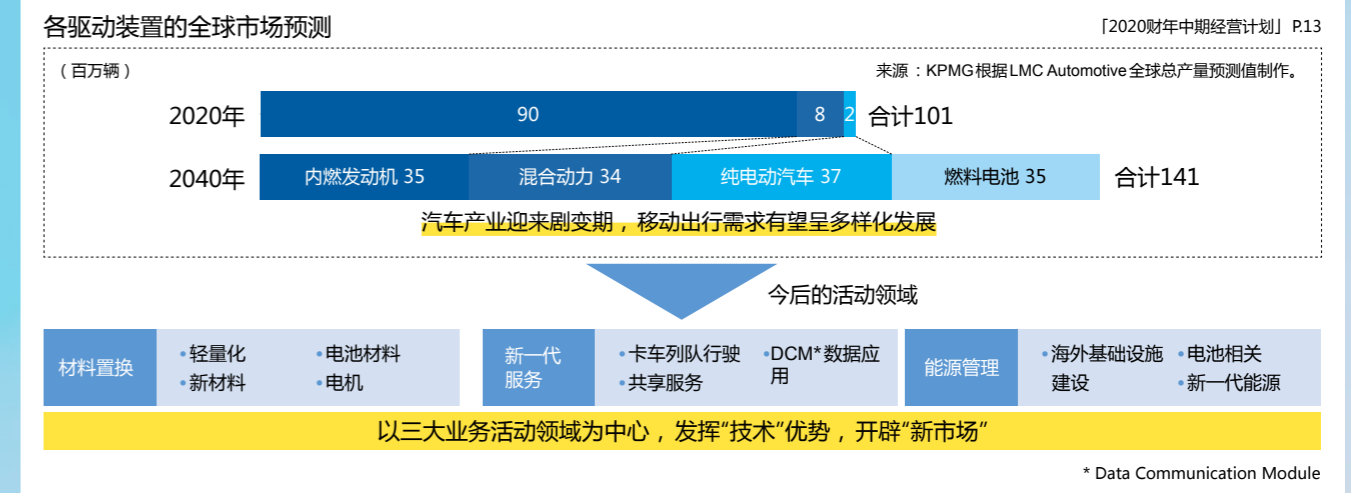 各驱动装置的全球市场预测
「2020财年中期经营计划」P.13
（百万辆）
来源：KPMG根据LMC Automotive全球总产量预测值制作。
2020年 90 8 2 合计101
2040年 内燃发动机 35 混合动力 34 纯电动汽车 37 燃料电池 35 合计141
汽车产业迎来剧变期，移动出行需求有望呈多样化发展
今后的活动领域
材料置换
•轻量化 •电池材料
•新材料 •电机
新一代
服务
•卡车列队行驶 •DCM*数据应
•共享服务 用
能源管理
•海外基础设施 •电池相关
建设 •新一代能源
以三大业务活动领域为中心，发挥“技术”优势，开辟“新市场”
* Data Communication Module